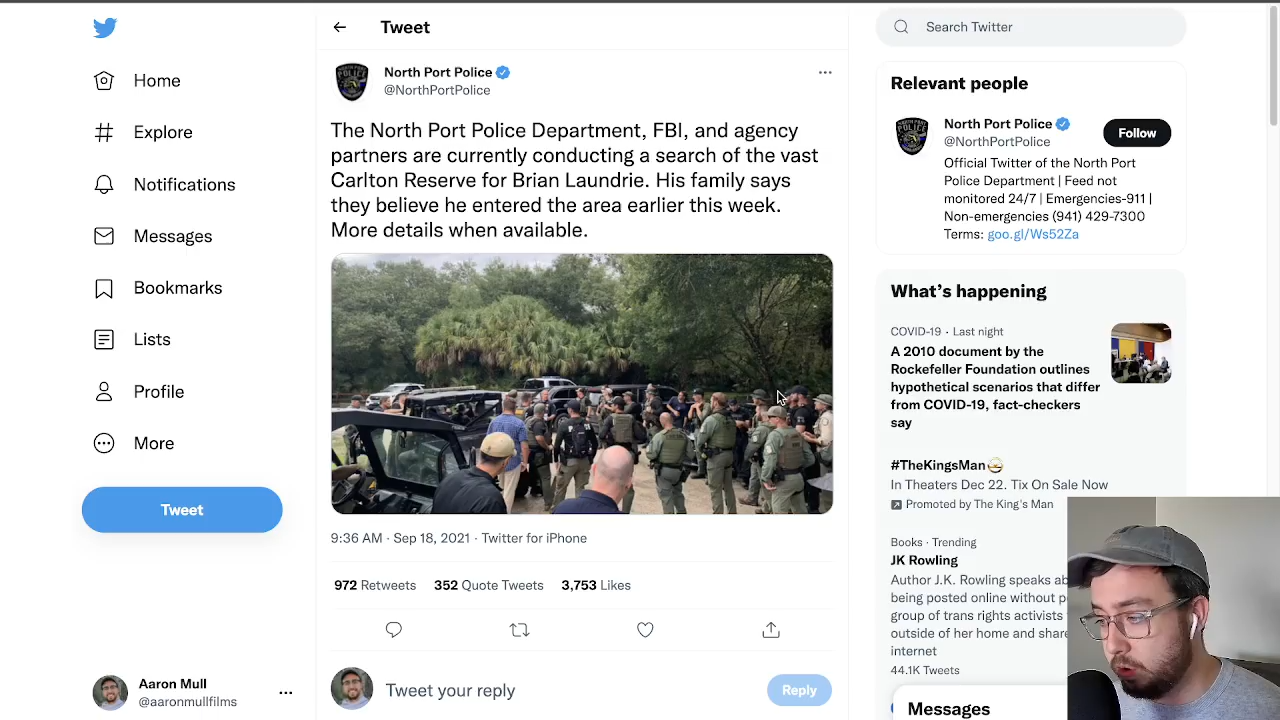 Home
Explore
Notifications
Messages
Bookmarks
Lists
Profile
More
Tweet
Aaron Mull
@aaronmullfilms
Tweet
North Port Police
@NorthPortPolice
The North Port Police Department, FBI, and agency
partners are currently conducting a search of the vast
Carlton Reserve for Brian Laundrie. His family says
they believe he entered the area earlier this week.
More details when available.
9:36 AM · Sep 18, 2021 · Twitter for iPhone
972 Retweets 352 Quote Tweets 3,753 Likes
Tweet your reply
Reply
Search Twitter
Relevant people
North Port Police
@NorthPortPolice
Follow
Official Twitter of the North Port
Police Department | Feed not
monitored 24/7 | Emergencies-911 |
Non-emergencies (941) 429-7300
Terms: goo.gl/Ws52Za
What's happening
COVID-19 · Last night
A 2010 document by the
Rockefeller Foundation outlines
hypothetical scenarios that differ
from COVID-19, fact-checkers
say
#TheKingsMan
In Theaters Dec 22. Tix On Sale Now
Promoted by The King's Man
Books · Trending
JK Rowling
Author J.K. Rowling speaks
being posted online without
group of trans rights activists
outside of her home and
internet
44.1K Tweets
Messages